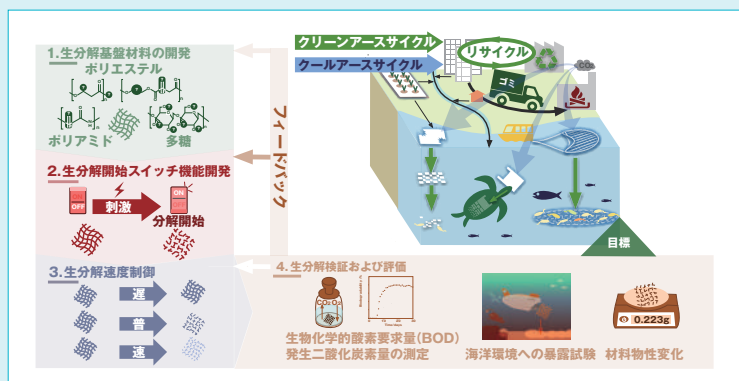 1.生分解基盤材料の開発
ポリエステル
ポリアミド
多糖
2.生分解開始スイッチ機能開発
ON
OFF
刺激
ON
分解開始
3.生分解速度制御
遅
普
速
フィードバック
クリーンアースサイクル
クールアースサイクル
リサイクル
CO₂
ゴミ
目標
4.生分解検証および評価
CO₂ O₂
Time/days
生物化学的酸素要求量(BOD)
発生二酸化炭素量の測定
海洋環境への暴露試験
0.223g
材料物性変化